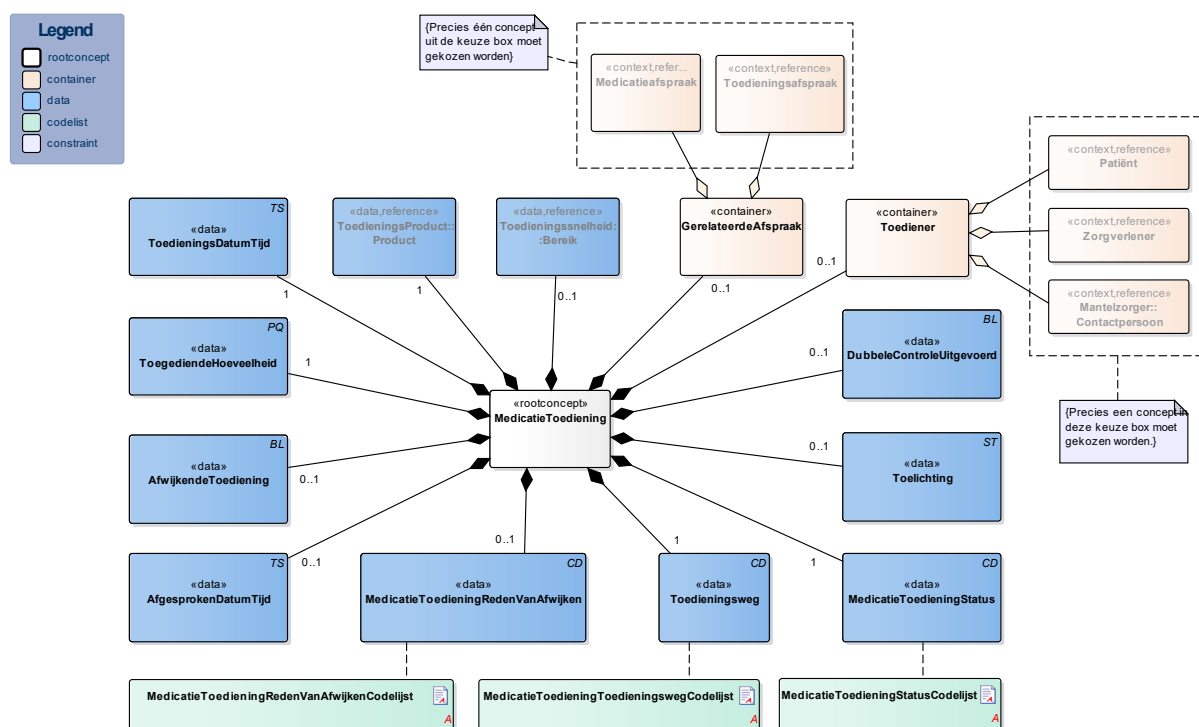 Legend
rootconcept
container
data
codelist
constraint
{Precies één concept
uit de keuze box moet
gekozen worden}
«context,refer...
Medicatieafspraak
«context,reference»
Toedieningsafspraak
«context,reference»
Patiënt
«context,reference»
Zorgverlener
«context,reference»
Mantelzorger::
Contactpersoon
{Precies een concept in
deze keuze box moet
gekozen worden.}
TS
«data»
ToedieningsDatumTijd
1
«data,reference»
ToedieningsProduct::
Product
1
«data,reference»
Toedieningssnelheid:
:Bereik
0..1
«container»
GerelateerdeAfspraak
0..1
«container»
Toediener
0..1
PQ
«data»
ToegediendeHoeveelheid
1
BL
«data»
DubbeleControleUitgevoerd
0..1
«rootconcept»
MedicatieToediening
BL
«data»
AfwijkendeToediening
0..1
ST
«data»
Toelichting
0..1
TS
«data»
AfgesprokenDatumTijd
0..1
CD
«data»
MedicatieToedieningRedenVanAfwijken
0..1
CD
«data»
Toedieningsweg
1
CD
«data»
MedicatieToedieningStatus
1
MedicatieToedieningRedenVanAfwijkenCodelijst
A
MedicatieToedieningToedieningswegCodelijst
A
MedicatieToedieningStatusCodelijst
A